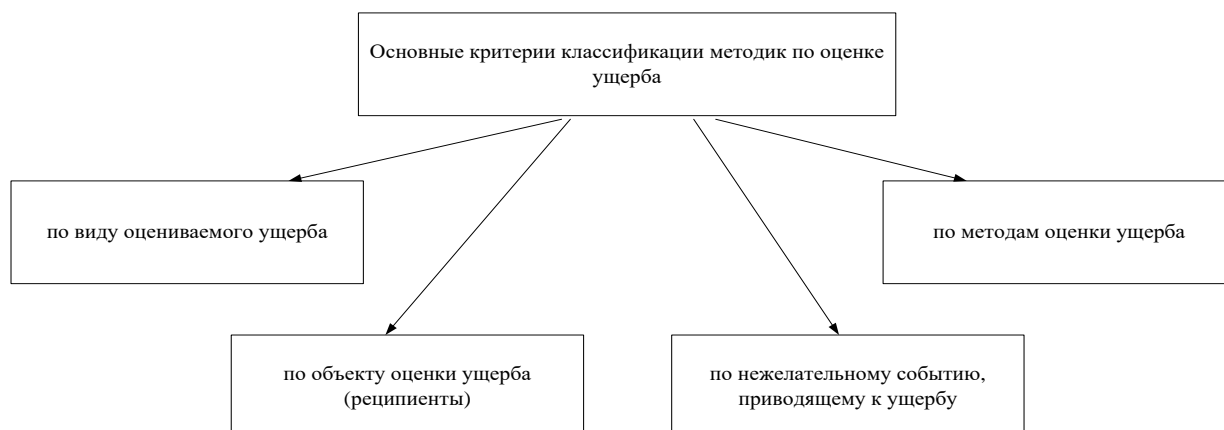 Основные критерии классификации методик по оценке
ущерба
по виду оцениваемого ущерба
по методам оценки ущерба
по объекту оценки ущерба
(реципиенты)
по нежелательному событию,
приводящему к ущербу